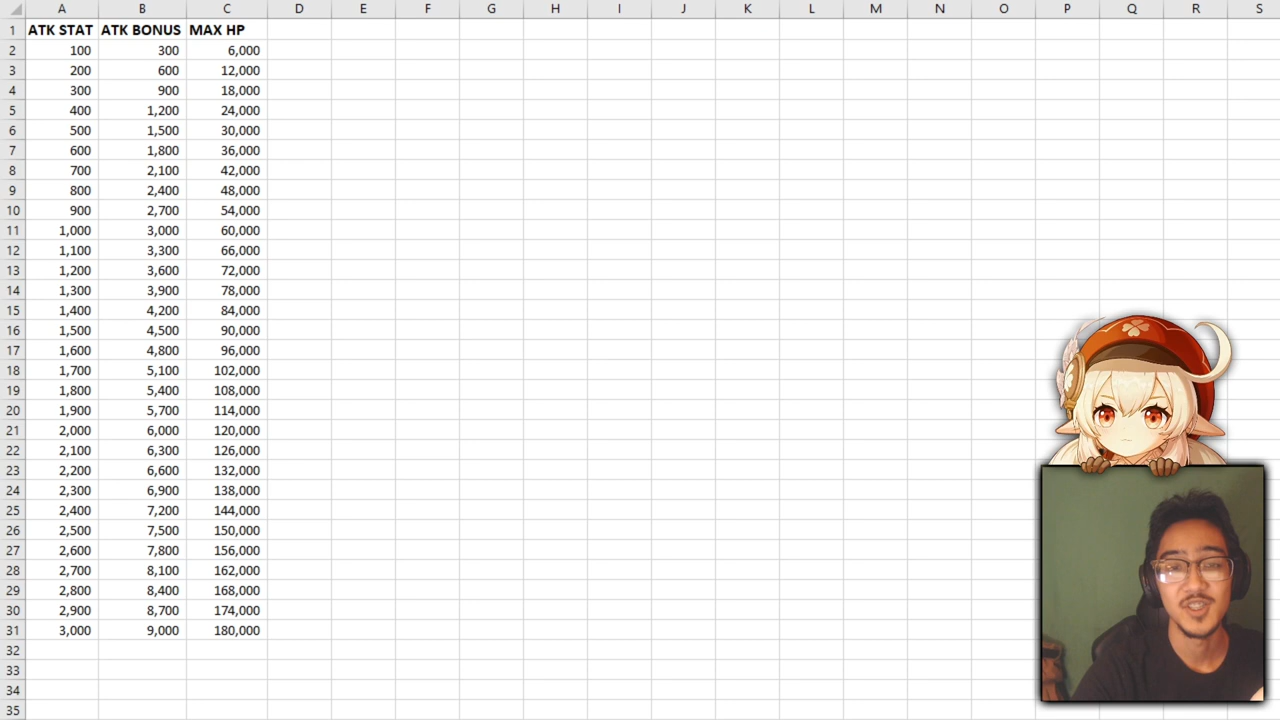 A B C D E F G H I J K L M N O P Q R S
1 ATK STAT ATK BONUS MAX HP
2 100 300 6,000
3 200 600 12,000
4 300 900 18,000
5 400 1,200 24,000
6 500 1,500 30,000
7 600 1,800 36,000
8 700 2,100 42,000
9 800 2,400 48,000
10 900 2,700 54,000
11 1,000 3,000 60,000
12 1,100 3,300 66,000
13 1,200 3,600 72,000
14 1,300 3,900 78,000
15 1,400 4,200 84,000
16 1,500 4,500 90,000
17 1,600 4,800 96,000
18 1,700 5,100 102,000
19 1,800 5,400 108,000
20 1,900 5,700 114,000
21 2,000 6,000 120,000
22 2,100 6,300 126,000
23 2,200 6,600 132,000
24 2,300 6,900 138,000
25 2,400 7,200 144,000
26 2,500 7,500 150,000
27 2,600 7,800 156,000
28 2,700 8,100 162,000
29 2,800 8,400 168,000
30 2,900 8,700 174,000
31 3,000 9,000 180,000
32
33
34
35